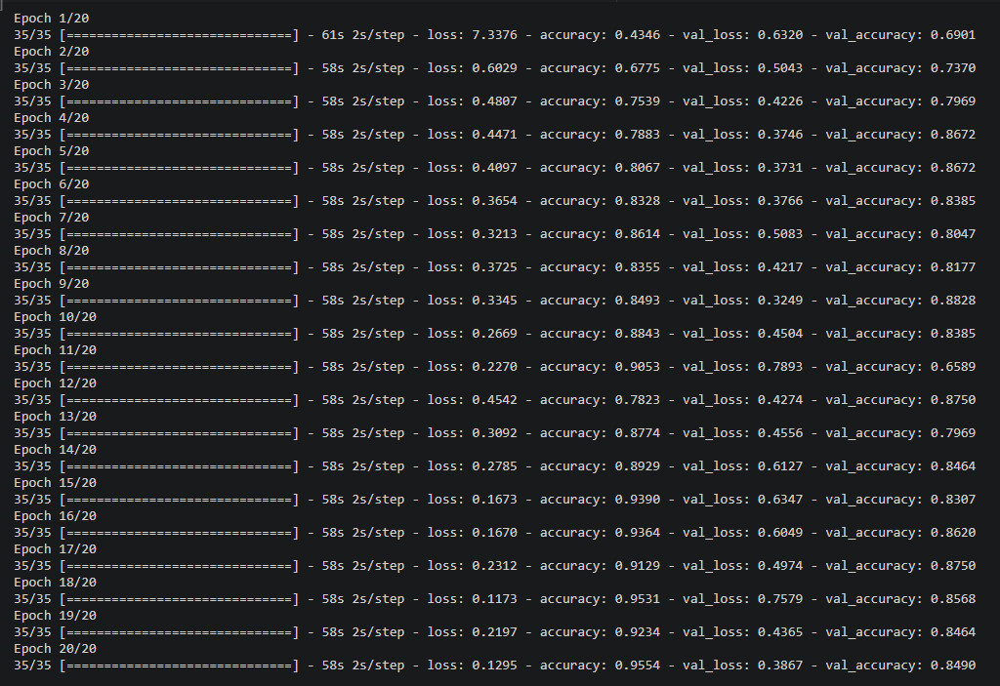 Epoch 1/20
35/35 [==============================] - 61s 2s/step - loss: 7.3376 - accuracy: 0.4346 - val_loss: 0.6320 - val_accuracy: 0.6901
Epoch 2/20
35/35 [==============================] - 58s 2s/step - loss: 0.6029 - accuracy: 0.6775 - val_loss: 0.5043 - val_accuracy: 0.7370
Epoch 3/20
35/35 [==============================] - 58s 2s/step - loss: 0.4807 - accuracy: 0.7539 - val_loss: 0.4226 - val_accuracy: 0.7969
Epoch 4/20
35/35 [==============================] - 58s 2s/step - loss: 0.4471 - accuracy: 0.7883 - val_loss: 0.3746 - val_accuracy: 0.8672
Epoch 5/20
35/35 [==============================] - 58s 2s/step - loss: 0.4097 - accuracy: 0.8067 - val_loss: 0.3731 - val_accuracy: 0.8672
Epoch 6/20
35/35 [==============================] - 58s 2s/step - loss: 0.3654 - accuracy: 0.8328 - val_loss: 0.3766 - val_accuracy: 0.8385
Epoch 7/20
35/35 [==============================] - 58s 2s/step - loss: 0.3213 - accuracy: 0.8614 - val_loss: 0.5083 - val_accuracy: 0.8047
Epoch 8/20
35/35 [==============================] - 58s 2s/step - loss: 0.3725 - accuracy: 0.8355 - val_loss: 0.4217 - val_accuracy: 0.8177
Epoch 9/20
35/35 [==============================] - 58s 2s/step - loss: 0.3345 - accuracy: 0.8493 - val_loss: 0.3249 - val_accuracy: 0.8828
Epoch 10/20
35/35 [==============================] - 58s 2s/step - loss: 0.2669 - accuracy: 0.8843 - val_loss: 0.4504 - val_accuracy: 0.8385
Epoch 11/20
35/35 [==============================] - 58s 2s/step - loss: 0.2270 - accuracy: 0.9053 - val_loss: 0.7893 - val_accuracy: 0.6589
Epoch 12/20
35/35 [==============================] - 58s 2s/step - loss: 0.4542 - accuracy: 0.7823 - val_loss: 0.4274 - val_accuracy: 0.8750
Epoch 13/20
35/35 [==============================] - 58s 2s/step - loss: 0.3092 - accuracy: 0.8774 - val_loss: 0.4556 - val_accuracy: 0.7969
Epoch 14/20
35/35 [==============================] - 58s 2s/step - loss: 0.2785 - accuracy: 0.8929 - val_loss: 0.6127 - val_accuracy: 0.8464
Epoch 15/20
35/35 [==============================] - 58s 2s/step - loss: 0.1673 - accuracy: 0.9390 - val_loss: 0.6347 - val_accuracy: 0.8307
Epoch 16/20
35/35 [==============================] - 58s 2s/step - loss: 0.1670 - accuracy: 0.9364 - val_loss: 0.6049 - val_accuracy: 0.8620
Epoch 17/20
35/35 [==============================] - 58s 2s/step - loss: 0.2312 - accuracy: 0.9129 - val_loss: 0.4974 - val_accuracy: 0.8750
Epoch 18/20
35/35 [==============================] - 58s 2s/step - loss: 0.1173 - accuracy: 0.9531 - val_loss: 0.7579 - val_accuracy: 0.8568
Epoch 19/20
35/35 [==============================] - 58s 2s/step - loss: 0.2197 - accuracy: 0.9234 - val_loss: 0.4365 - val_accuracy: 0.8464
Epoch 20/20
35/35 [==============================] - 58s 2s/step - loss: 0.1295 - accuracy: 0.9554 - val_loss: 0.3867 - val_accuracy: 0.8490